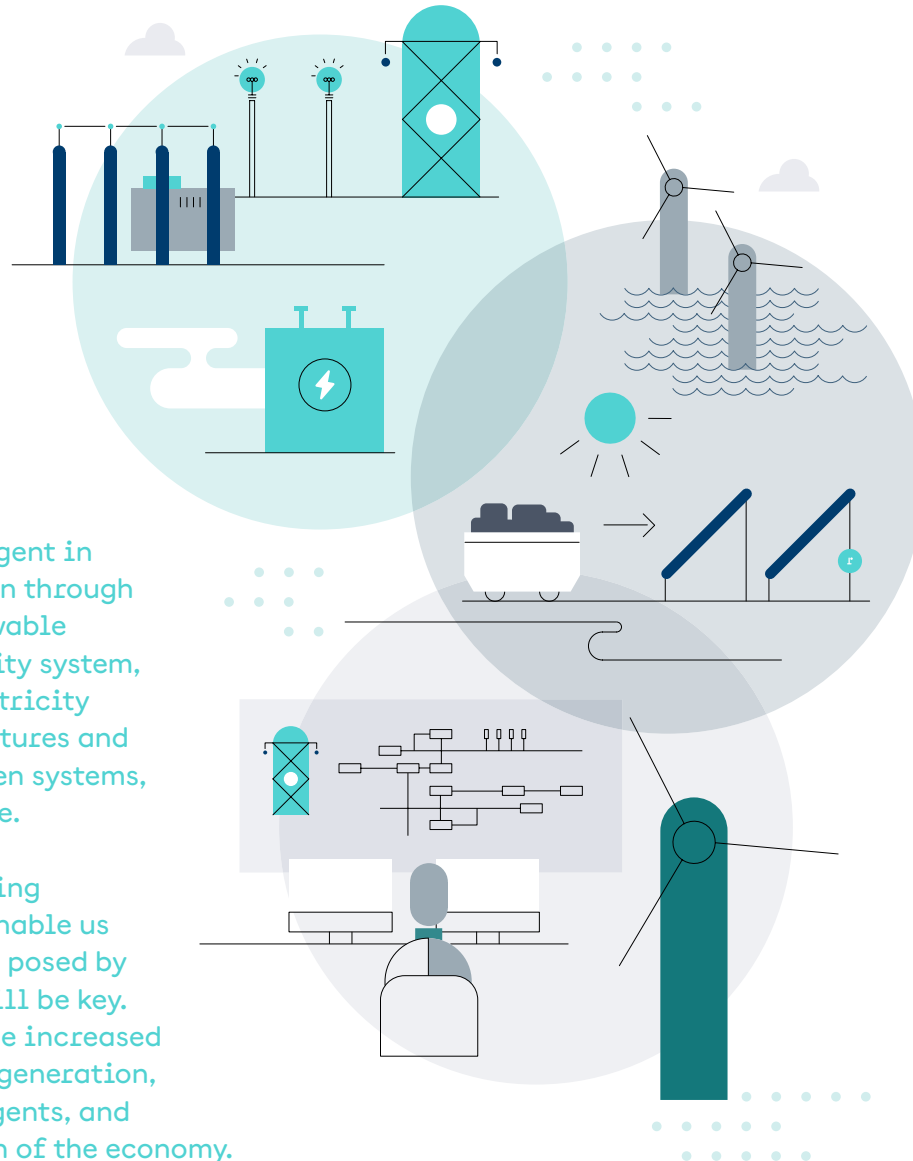 gent in
n through
vable
ity system,
tricity
tures and
en systems,
e.
ing
nable us
posed by
ill be key.
e increased
generation,
gents, and
n of the economy.
r